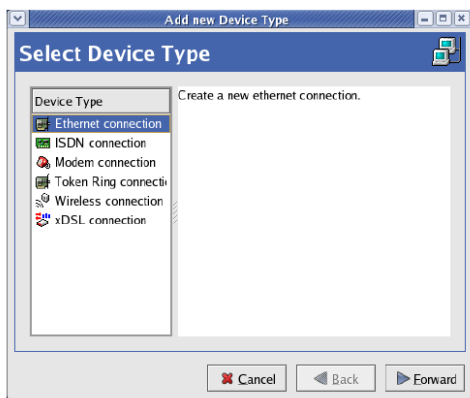 Add new Device Type
Select Device Type
Device Type
Ethernet connection
ISDN connection
Modem connection
Token Ring connecti
Wireless connection
xDSL connection
Create a new ethernet connection.
Cancel
Back
Forward